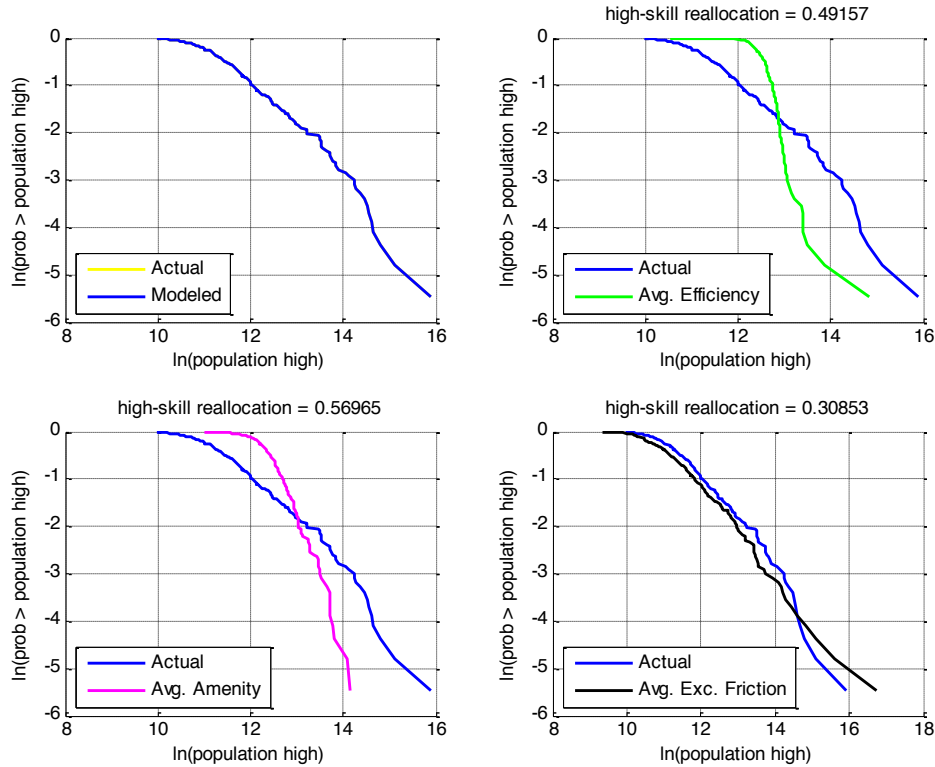 0
-1
-2
-3
-4
-5
-6
ln(prob > population high)
Actual
Modeled
8 10 12 14 16
ln(population high)
high-skill reallocation = 0.49157
0
-1
-2
-3
-4
-5
-6
ln(prob > population high)
Actual
Avg. Efficiency
8 10 12 14 16
ln(population high)
high-skill reallocation = 0.56965
0
-1
-2
-3
-4
-5
-6
ln(prob > population high)
Actual
Avg. Amenity
8 10 12 14 16
ln(population high)
high-skill reallocation = 0.30853
0
-1
-2
-3
-4
-5
-6
ln(prob > population high)
Actual
Avg. Exc. Friction
8 10 12 14 16 18
ln(population high)